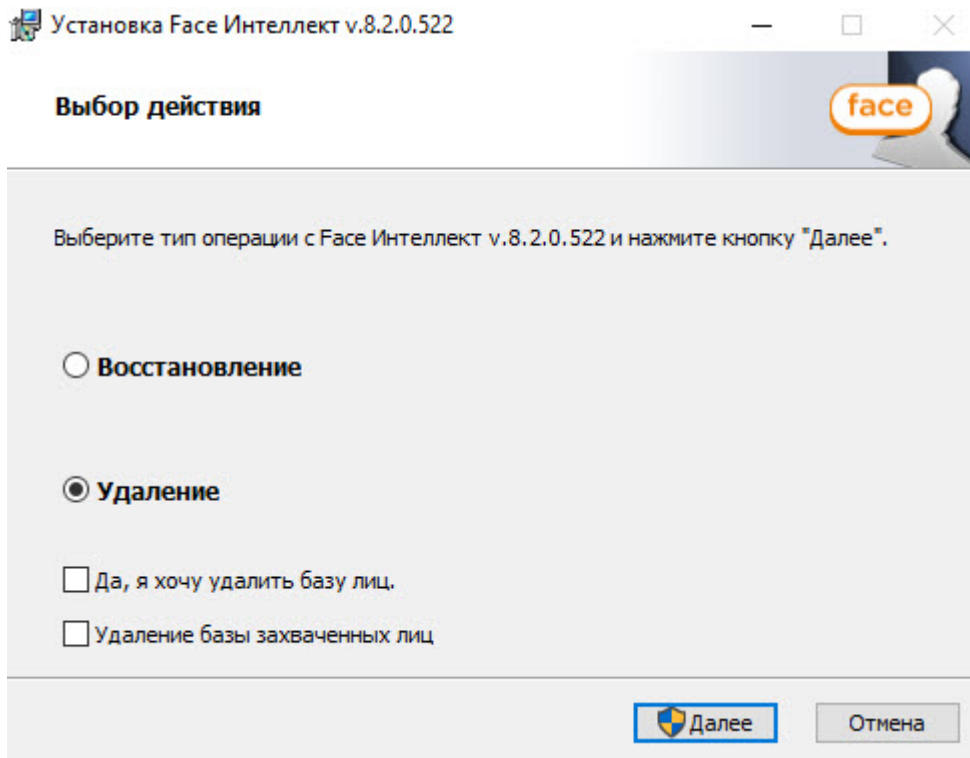 Установка Face Интеллект v.8.2.0.522
Выбор действия
face
Выберите тип операции с Face Интеллект v.8.2.0.522 и нажмите кнопку "Далее".
Восстановление
Удаление
Да, я хочу удалить базу лиц.
Удаление базы захваченных лиц
Далее
Отмена